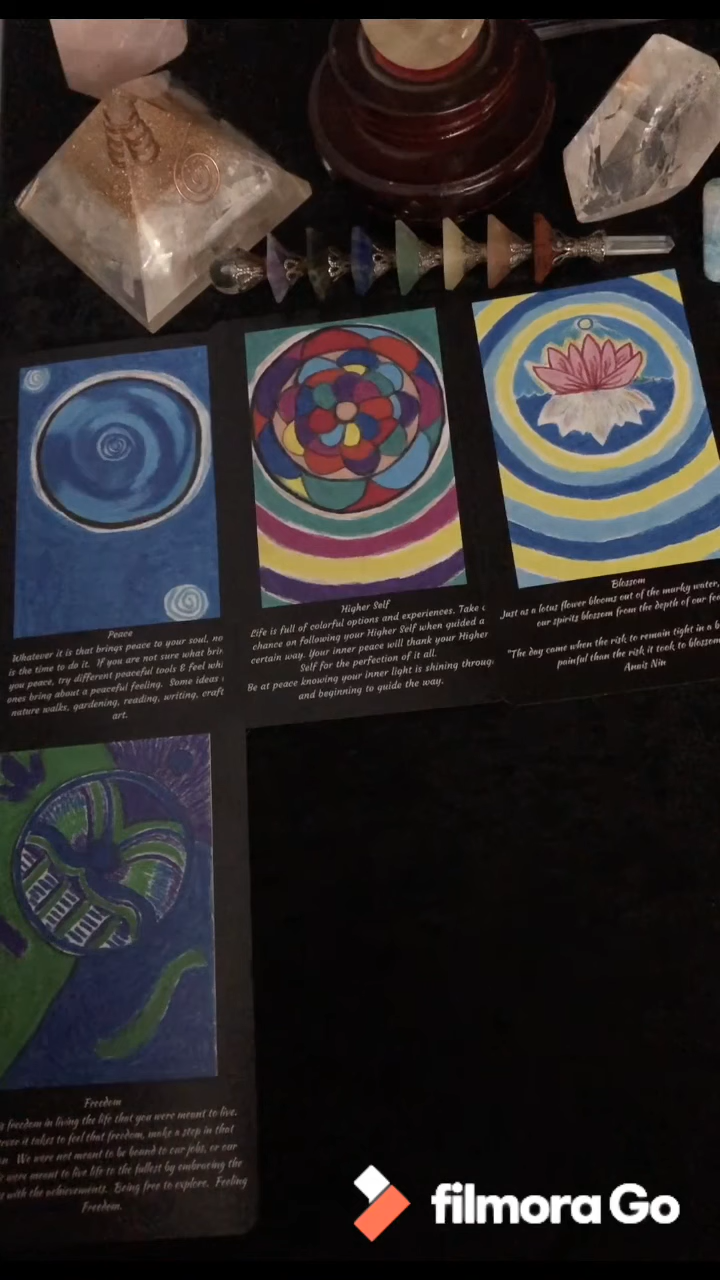 Peace
Whatever it is that brings peace to your soul, no
is the time to do it. If you are not sure what brin
you peace, try different peaceful tools & feel whi
ones bring about a peaceful feeling. Some ideas
nature walks, gardening, reading, writing, craft
art.
Higher Self
Life is full of colorful options and experiences. Take
chance on following your Higher Self when guided a
certain way. Your inner peace will thank your Higher
Self for the perfection of it all.
Be at peace knowing your inner light is shining throug
and beginning to guide the way.
Blossom
Just as a lotus flower blooms out of the murky water,
our spirits blossom from the depth of our
"The day came when the risk to remain tight in a b
painful than the risk it took to blossom
Anais Nin
Freedom
freedom in living the life that you were meant to live.
it takes to feel that freedom, make a step in that
We were not meant to be bound to our jobs, or our
were meant to live life to the fullest by embracing the
with the achievements. Being free to explore. Feeling
Freedom.
filmora Go